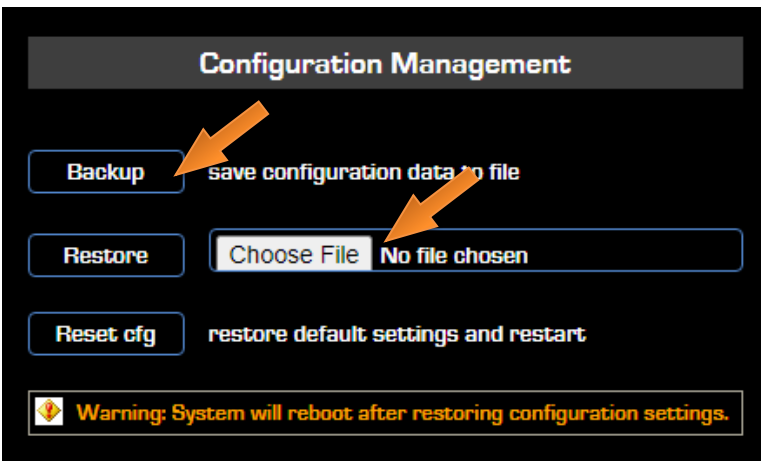 Configuration Management
Backup save configuration data to file
Restore Choose File No file chosen
Reset cfg restore default settings and restart
Warning: System will reboot after restoring configuration settings.